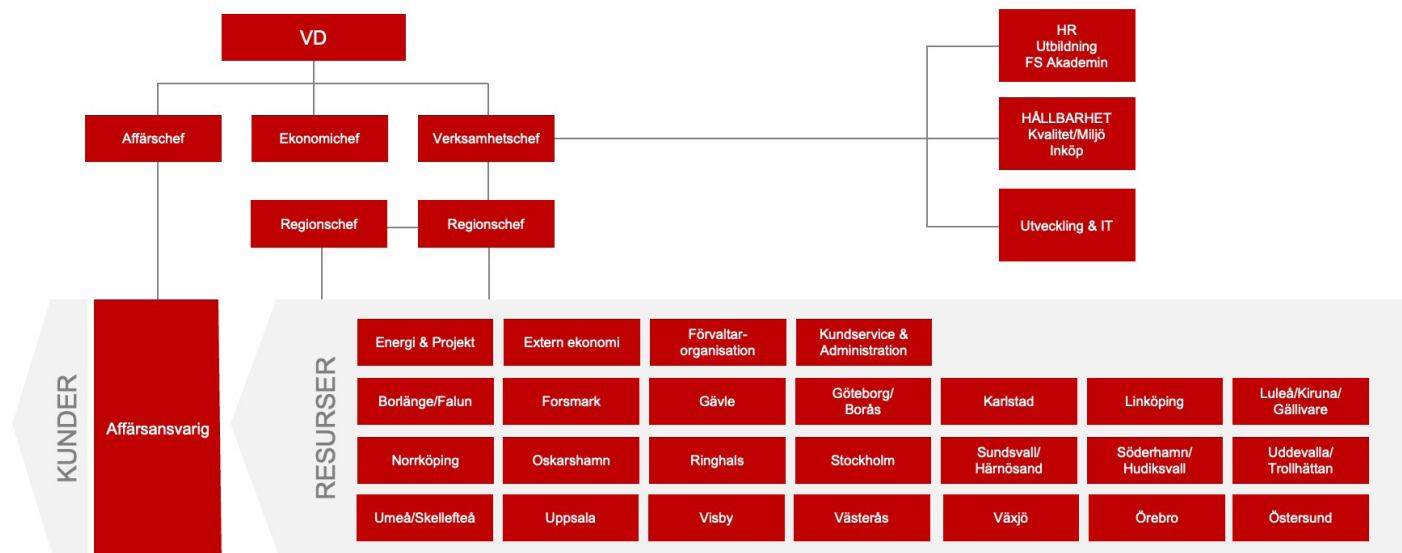 VD
HR
Utbildning
FS Akademin
Affärschef
Ekonomichef
Verksamhetschef
HÅLLBARHET
Kvalitet/Miljö
Inköp
Regionschef
Regionschef
Utveckling & IT
KUNDER
Affärsansvarig
RESURSER
Energi & Projekt
Extern ekonomi
Förvaltar-
organisation
Kundservice &
Administration
Borlänge/Falun
Forsmark
Gävle
Göteborg/
Borås
Karlstad
Linköping
Luleå/Kiruna/
Gällivare
Norrköping
Oskarshamn
Ringhals
Stockholm
Sundsvall/
Härnösand
Söderhamn/
Hudiksvall
Uddevalla/
Trollhättan
Umeå/Skellefteå
Uppsala
Visby
Västerås
Växjö
Örebro
Östersund